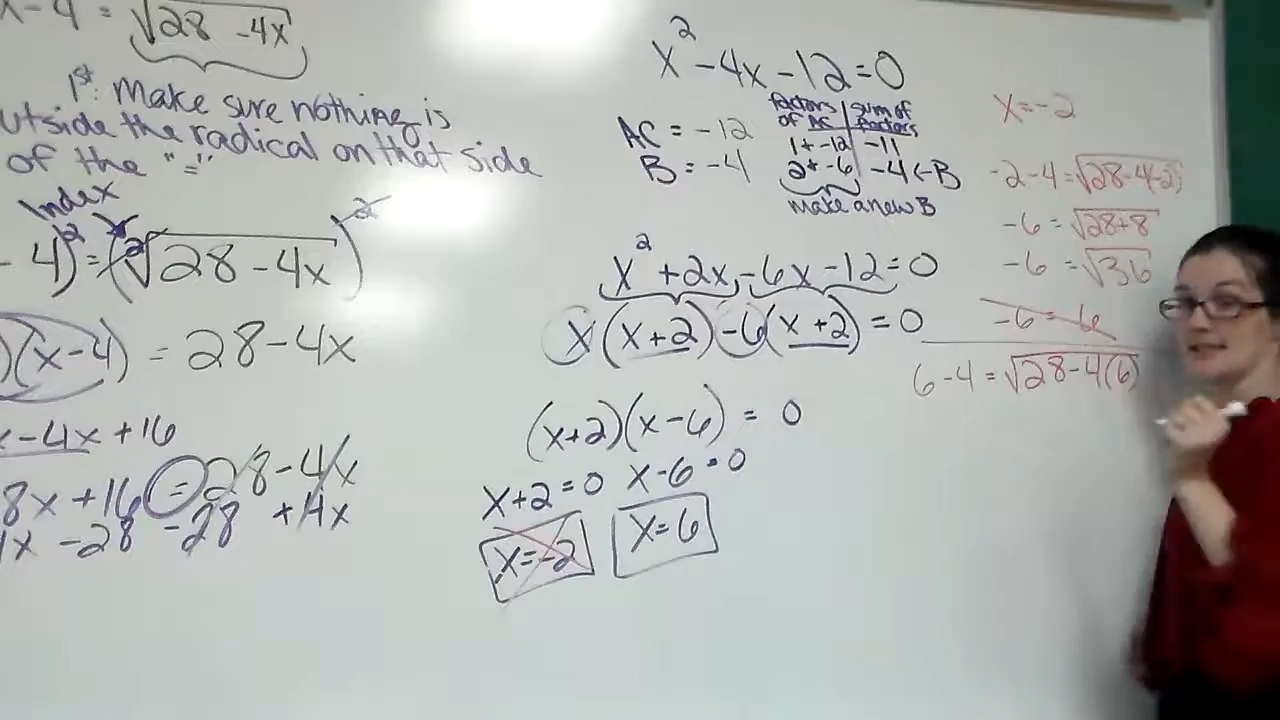 x-4 = √28 -4x
1st: Make sure nothing is
utside the radical on that side
of the "="
Index
- 4)² = (²√28-4x)²
)(x-4) = 28-4x
x-4x+16
8x+16 = 28-4x
4x -28 -28 +4x
x²-4x-12=0
AC = -12
B = -4
factors of AC | sum of factors
1+-12 | -11
2+-6 | -4 <-B
make a new B
x²+2x-6x-12=0
x(x+2)-6(x+2)=0
(x+2)(x-6) = 0
x+2=0 x-6=0
x=-2 x=6
x=-2
-2-4=√28-4(-2)
-6 = √28+8
-6 = √36
-6 = 6
6-4=√28-4(6)